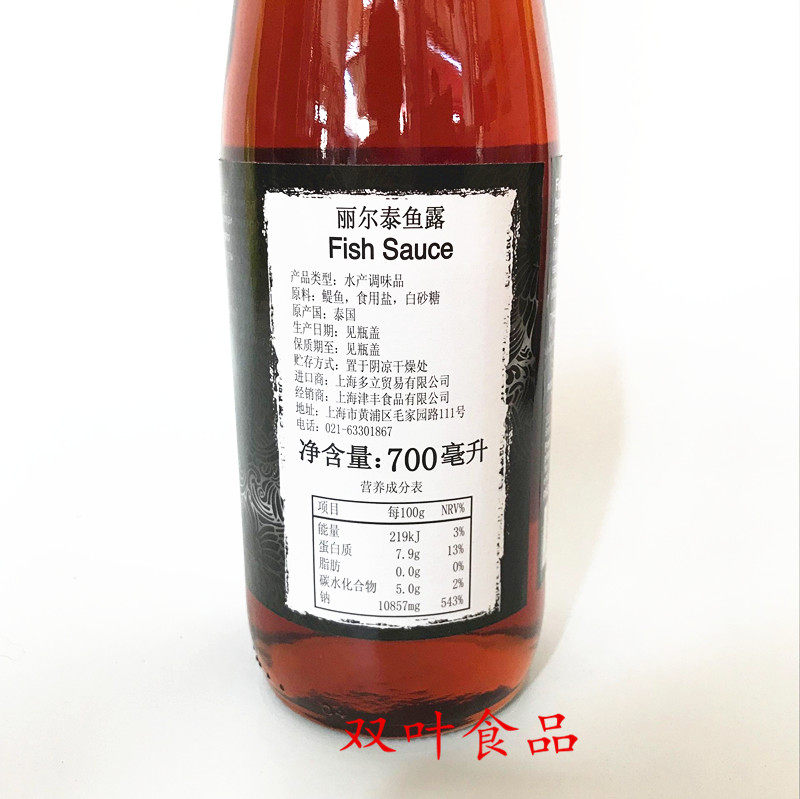 丽尔泰鱼露
Fish Sauce
产品类型：水产调味品
原料：鳀鱼，食用盐，白砂糖
原产国：泰国
生产日期：见瓶盖
保质期至：见瓶盖
贮存方式：置于阴凉干燥处
进口商：上海多立贸易有限公司
经销商：上海津丰食品有限公司
地址：上海市黄浦区毛家园路111号
电话：021-63301867
净含量：700毫升
营养成分表
项目 每100g NRV%
能量 219kJ 3%
蛋白质 7.9g 13%
脂肪 0.0g 0%
碳水化合物 5.0g 2%
钠 10857mg 543%
双叶食品